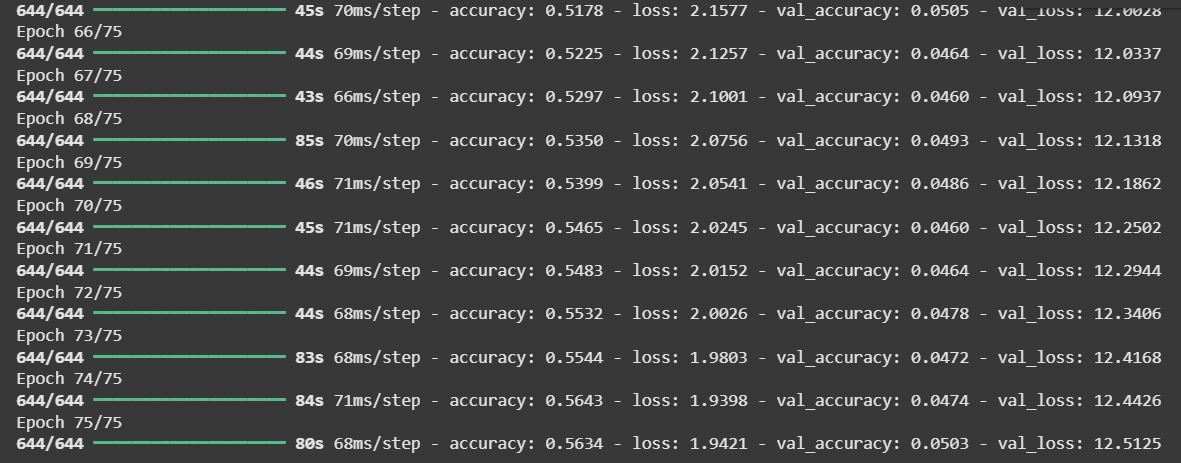 644/644 ━━━━━━━━━━━━━━━━━━━━ 45s 70ms/step - accuracy: 0.5178 - loss: 2.1577 - val_accuracy: 0.0505 - val_loss: 12.0028
Epoch 66/75
644/644 ━━━━━━━━━━━━━━━━━━━━ 44s 69ms/step - accuracy: 0.5225 - loss: 2.1257 - val_accuracy: 0.0464 - val_loss: 12.0337
Epoch 67/75
644/644 ━━━━━━━━━━━━━━━━━━━━ 43s 66ms/step - accuracy: 0.5297 - loss: 2.1001 - val_accuracy: 0.0460 - val_loss: 12.0937
Epoch 68/75
644/644 ━━━━━━━━━━━━━━━━━━━━ 85s 70ms/step - accuracy: 0.5350 - loss: 2.0756 - val_accuracy: 0.0493 - val_loss: 12.1318
Epoch 69/75
644/644 ━━━━━━━━━━━━━━━━━━━━ 46s 71ms/step - accuracy: 0.5399 - loss: 2.0541 - val_accuracy: 0.0486 - val_loss: 12.1862
Epoch 70/75
644/644 ━━━━━━━━━━━━━━━━━━━━ 45s 71ms/step - accuracy: 0.5465 - loss: 2.0245 - val_accuracy: 0.0460 - val_loss: 12.2502
Epoch 71/75
644/644 ━━━━━━━━━━━━━━━━━━━━ 44s 69ms/step - accuracy: 0.5483 - loss: 2.0152 - val_accuracy: 0.0464 - val_loss: 12.2944
Epoch 72/75
644/644 ━━━━━━━━━━━━━━━━━━━━ 44s 68ms/step - accuracy: 0.5532 - loss: 2.0026 - val_accuracy: 0.0478 - val_loss: 12.3406
Epoch 73/75
644/644 ━━━━━━━━━━━━━━━━━━━━ 83s 68ms/step - accuracy: 0.5544 - loss: 1.9803 - val_accuracy: 0.0472 - val_loss: 12.4168
Epoch 74/75
644/644 ━━━━━━━━━━━━━━━━━━━━ 84s 71ms/step - accuracy: 0.5643 - loss: 1.9398 - val_accuracy: 0.0474 - val_loss: 12.4426
Epoch 75/75
644/644 ━━━━━━━━━━━━━━━━━━━━ 80s 68ms/step - accuracy: 0.5634 - loss: 1.9421 - val_accuracy: 0.0503 - val_loss: 12.5125